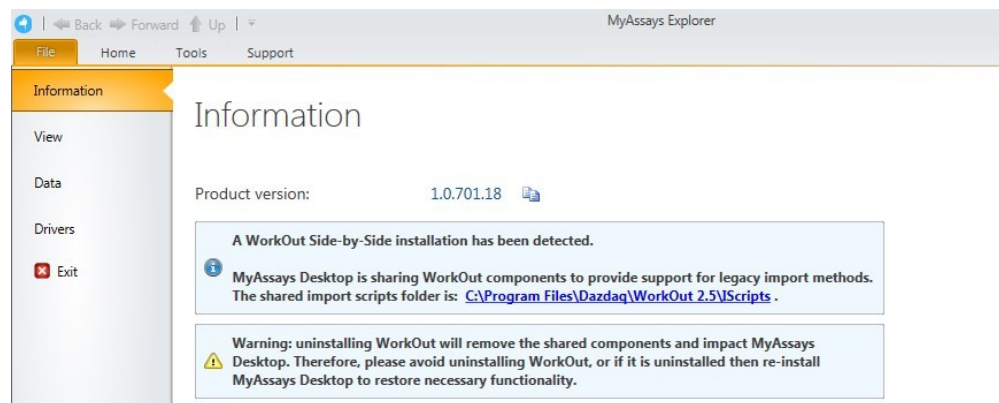 Back Forward Up MyAssays Explorer
File Home Tools Support
Information
View
Data
Drivers
Exit
Information
Product version: 1.0.701.18
A WorkOut Side-by-Side installation has been detected.
MyAssays Desktop is sharing WorkOut components to provide support for legacy import methods.
The shared import scripts folder is: C:\Program Files\Dazdaq\WorkOut 2.5\IScripts .
Warning: uninstalling WorkOut will remove the shared components and impact MyAssays
Desktop. Therefore, please avoid uninstalling WorkOut, or if it is uninstalled then re-install
MyAssays Desktop to restore necessary functionality.